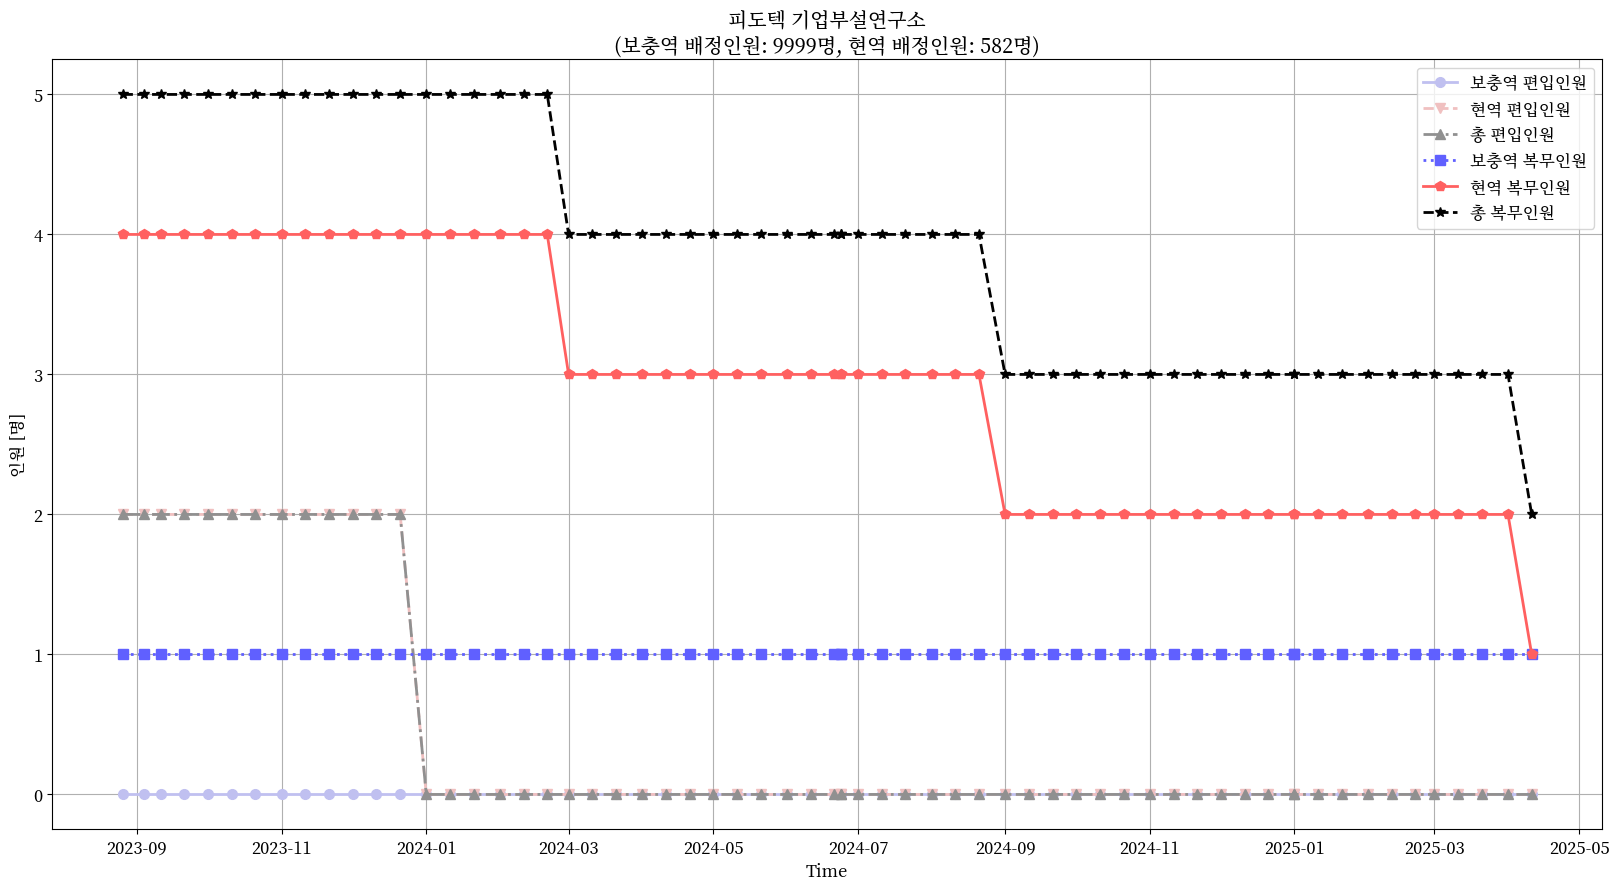 피도텍 기업부설연구소
(보충역 배정인원: 9999명, 현역 배정인원: 582명)
보충역 편입인원
현역 편입인원
총 편입인원
보충역 복무인원
현역 복무인원
총 복무인원
인원 [명]
5
4
3
2
1
0
2023-09
2023-11
2024-01
2024-03
2024-05
2024-07
2024-09
2024-11
2025-01
2025-03
2025-05
Time